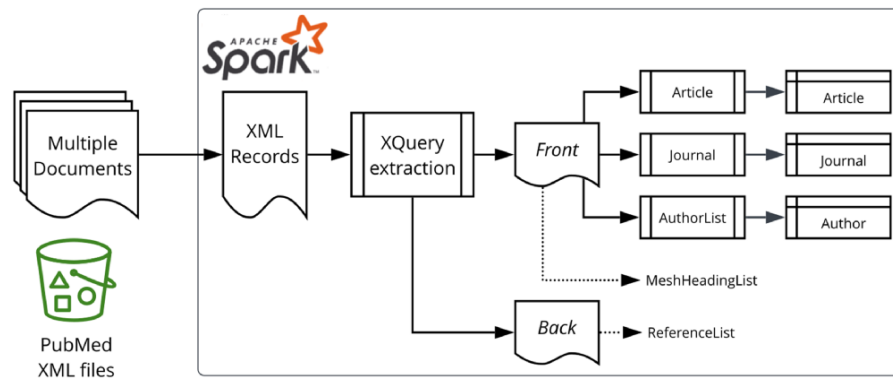 APACHE
Spark™
Multiple
Documents
XML
Records
XQuery
extraction
Front
Article
Article
Journal
Journal
AuthorList
Author
MeshHeadingList
Back
ReferenceList
PubMed
XML files